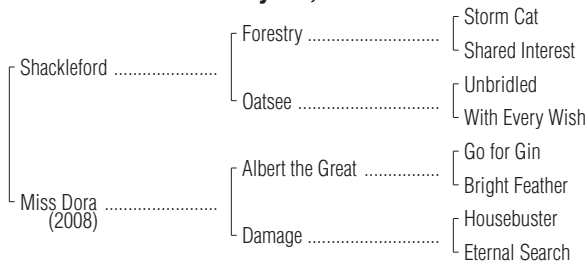 Storm Cat
Forestry
Shared Interest
Shackleford
Unbridled
Oatsee
With Every Wish
Go for Gin
Albert the Great
Bright Feather
Miss Dora
(2008)
Housebuster
Damage
Eternal Search